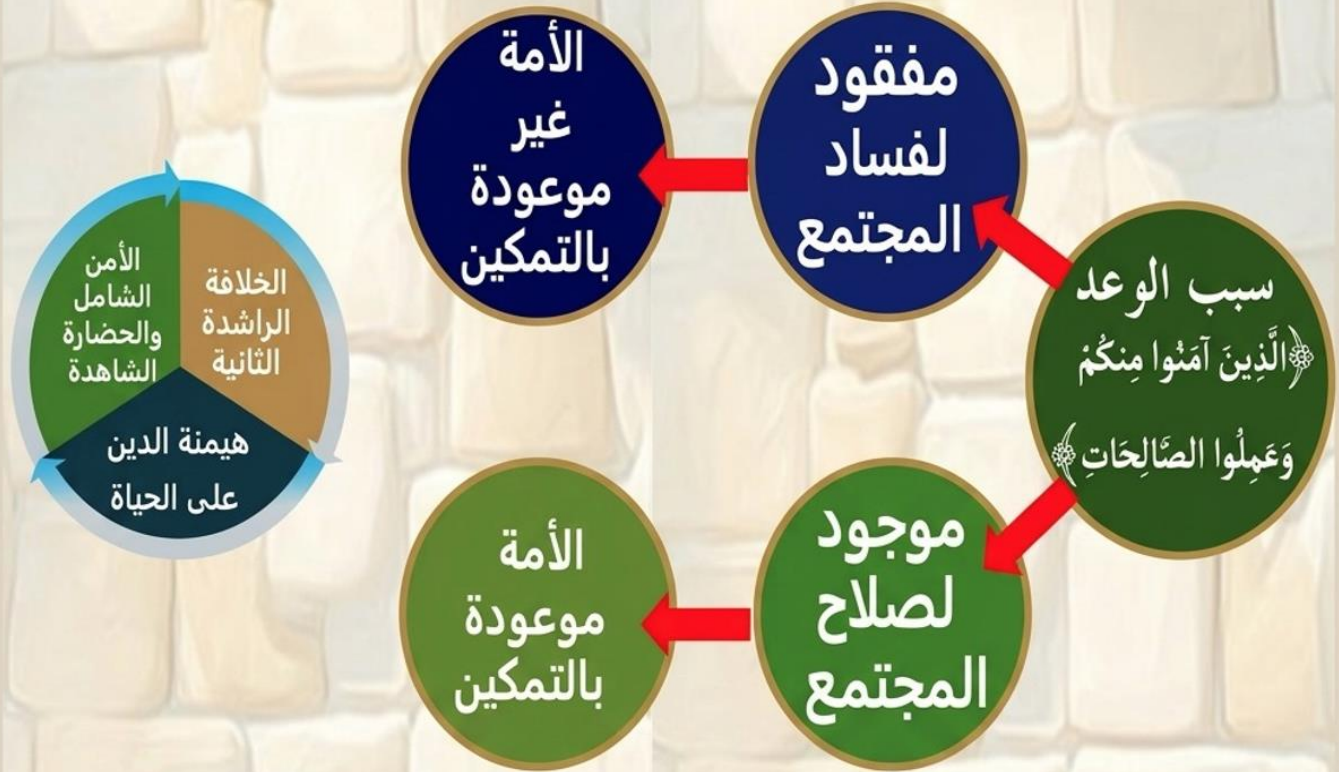 سبب الوعد
﴿الَّذِينَ آمَنُوا مِنكُمْ
وَعَمِلُوا الصَّالِحَاتِ﴾
مفقود
لفساد
المجتمع
الأمة
غير
موعودة
بالتمكين
موجود
لصلاح
المجتمع
الأمة
موعودة
بالتمكين
الخلافة
الراشدة
الثانية
هيمنة الدين
على الحياة
الأمن
الشامل
والحضارة
الشاهدة